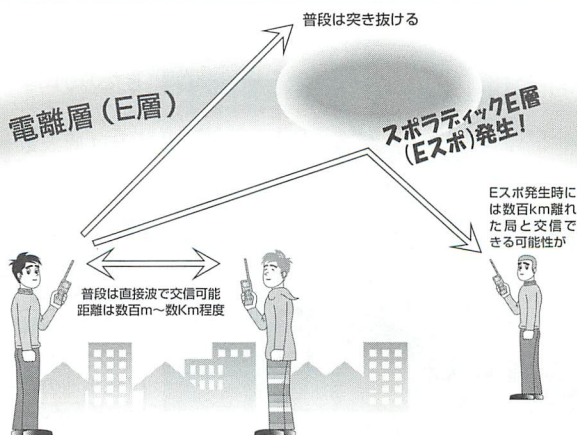 普段は突き抜ける
電離層（E層）
スポラディックE層
(Eスポ)発生！
Eスポ発生時に
は数百km離れ
た局と交信で
きる可能性が
普段は直接波で交信可能
距離は数百m～数Km程度